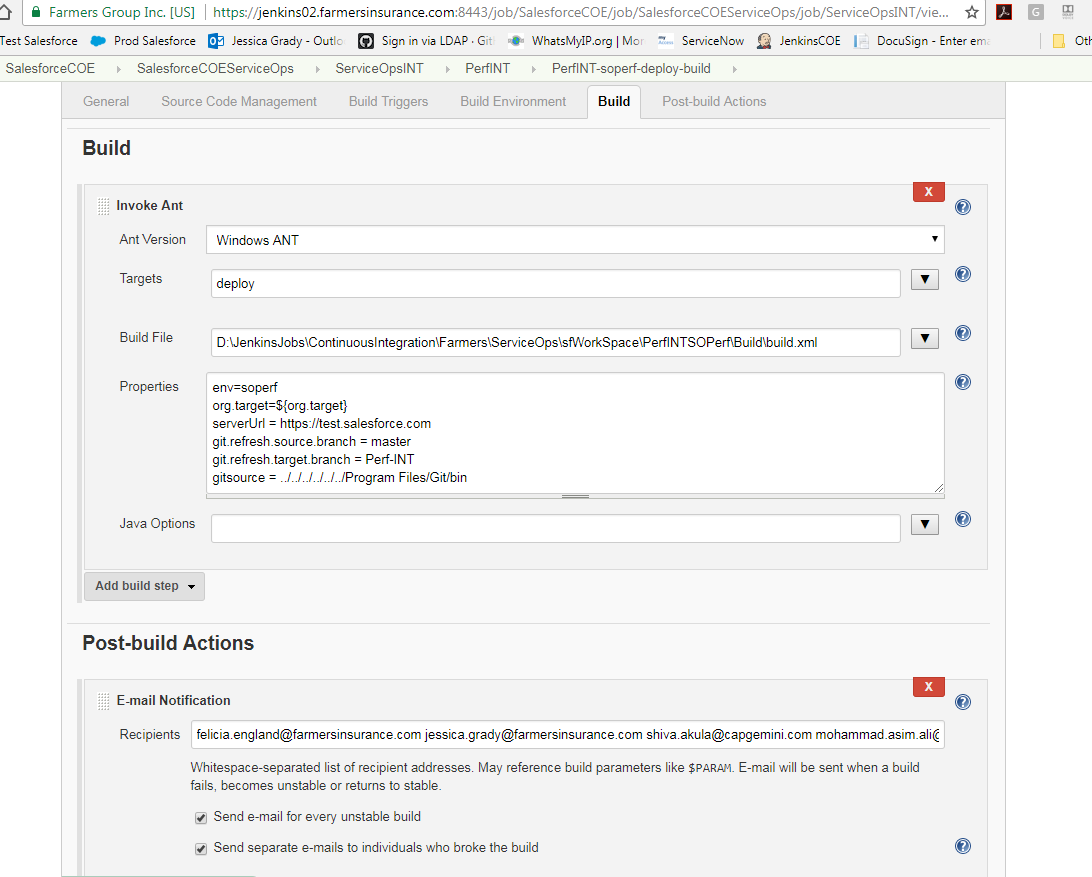 Farmers Group Inc. [US] https://jenkins02.farmersinsurance.com:8443/job/SalesforceCOE/job/SalesforceCOEServiceOps/job/ServiceOpsINT/vie...
Test Salesforce Prod Salesforce Jessica Grady - Outlo Sign in via LDAP · Git WhatsMyIP.org | Mor ServiceNow JenkinsCOE DocuSign - Enter ema Oth
SalesforceCOE SalesforceCOEServiceOps ServiceOpsINT PerfINT PerfINT-soperf-deploy-build
General Source Code Management Build Triggers Build Environment Build Post-build Actions
Build
X
Invoke Ant
Ant Version Windows ANT
Targets deploy
Build File D:\JenkinsJobs\ContinuousIntegration\Farmers\ServiceOps\sfWorkSpace\PerfINTSOPerf\Build\build.xml
Properties env=soperf
org.target=${org.target}
serverUrl = https://test.salesforce.com
git.refresh.source.branch = master
git.refresh.target.branch = Perf-INT
gitsource = ../../../../../../Program Files/Git/bin
Java Options
Add build step
Post-build Actions
X
E-mail Notification
Recipients felicia.england@farmersinsurance.com jessica.grady@farmersinsurance.com shiva.akula@capgemini.com mohammad.asim.ali@
Whitespace-separated list of recipient addresses. May reference build parameters like $PARAM. E-mail will be sent when a build
fails, becomes unstable or returns to stable.
Send e-mail for every unstable build
Send separate e-mails to individuals who broke the build